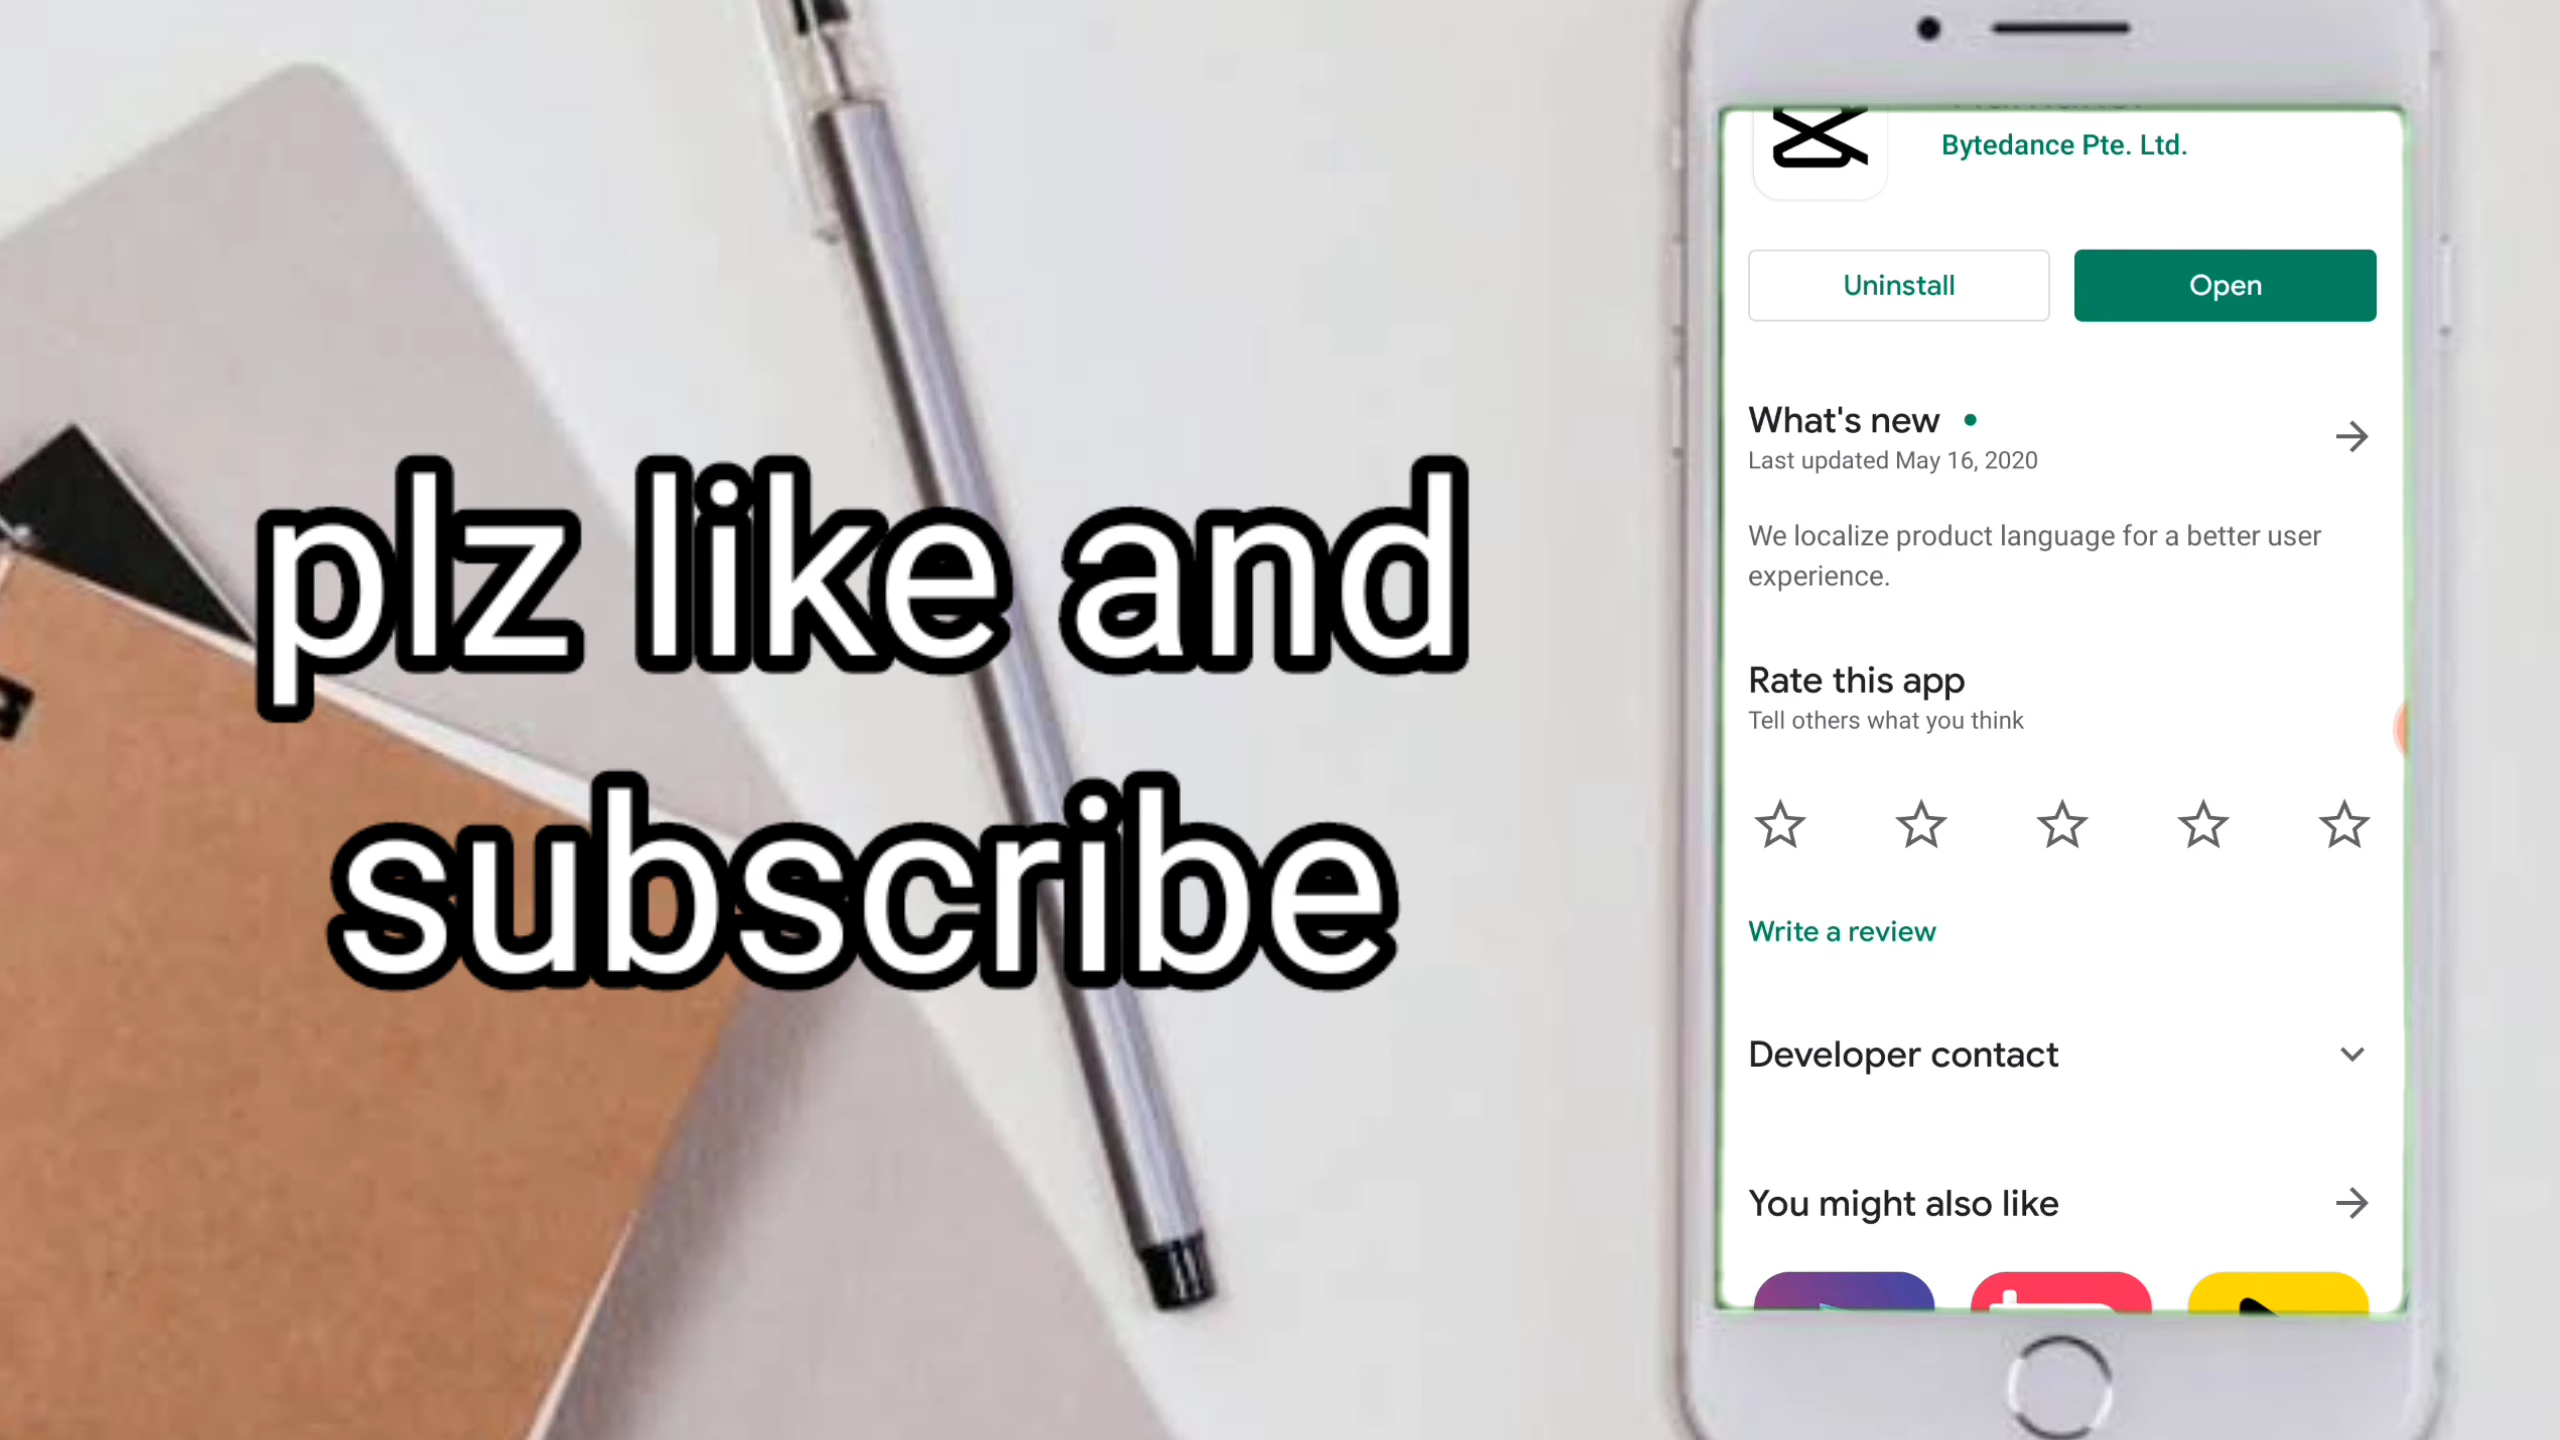 plz like and
subscribe
Bytedance Pte. Ltd.
Uninstall
Open
What's new
Last updated May 16, 2020
We localize product language for a better user
experience.
Rate this app
Tell others what you think
Write a review
Developer contact
You might also like